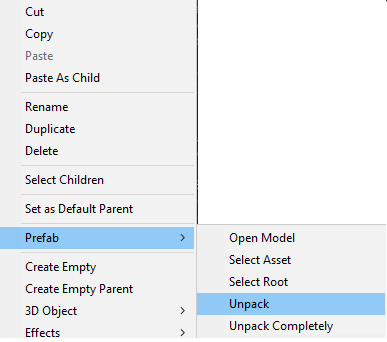 Cut
Copy
Paste
Paste As Child
Rename
Duplicate
Delete
Select Children
Set as Default Parent
Prefab
Open Model
Select Asset
Select Root
Unpack
Unpack Completely
Create Empty
Create Empty Parent
3D Object
Effects